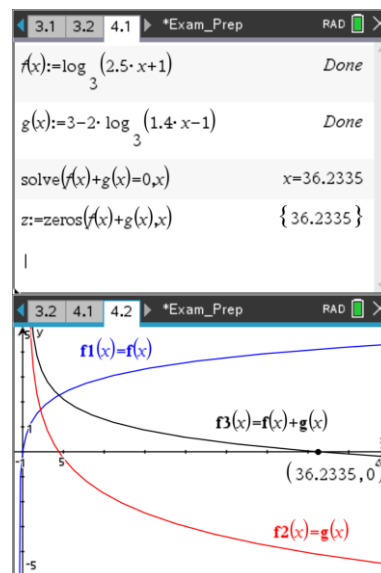 3.1 3.2 4.1 *Exam_Prep RAD
f(x):=log₃(2.5·x+1) Done
g(x):=3−2·log₃(1.4·x−1) Done
solve(f(x)+g(x)=0,x) x=36.2335
z:=zeros(f(x)+g(x),x) {36.2335}
3.2 4.1 4.2 *Exam_Prep RAD
5 y
f1(x)=f(x)
f3(x)=f(x)+g(x)
1
-1 5
(36.2335,0)
f2(x)=g(x)
-5